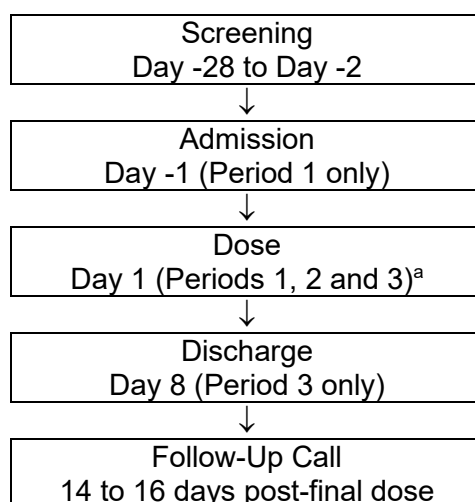 Screening
Day -28 to Day -2
↓
Admission
Day -1 (Period 1 only)
↓
Dose
Day 1 (Periods 1, 2 and 3)ᵃ
↓
Discharge
Day 8 (Period 3 only)
↓
Follow-Up Call
14 to 16 days post-final dose